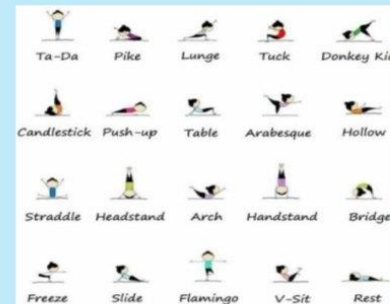 Ta-Da Pike Lunge Tuck Donkey Kic
Candlestick Push-up Table Arabesque Hollow
Straddle Headstand Arch Handstand Bridge
Freeze Slide Flamingo V-Sit Rest